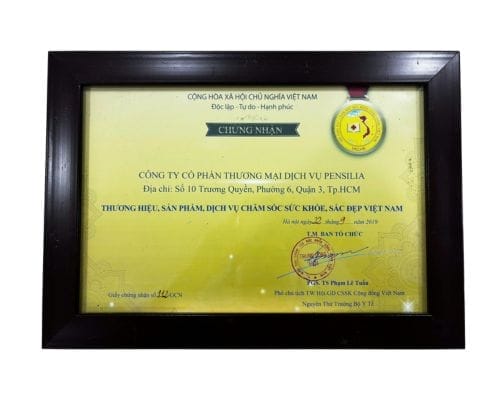 CỘNG HÒA XÃ HỘI CHỦ NGHĨA VIỆT NAM
Độc lập - Tự do - Hạnh phúc
CHỨNG NHẬN
CÔNG TY CỔ PHẦN THƯƠNG MẠI DỊCH VỤ PENSILIA
Địa chỉ: Số 10 Trương Quyền, Phường 6, Quận 3, Tp.HCM
THƯƠNG HIỆU, SẢN PHẨM, DỊCH VỤ CHĂM SÓC SỨC KHỎE, SẮC ĐẸP VIỆT NAM
Hà nội ngày 22 tháng 9 năm 2019
T.M BAN TỔ CHỨC
PGS. TS Phạm Lê Tuấn
Giấy chứng nhận số 112/GCN
Phó chủ tịch TW Hội GD CSSK Cộng đồng Việt Nam
Nguyên Thứ Trưởng Bộ Y TẾ